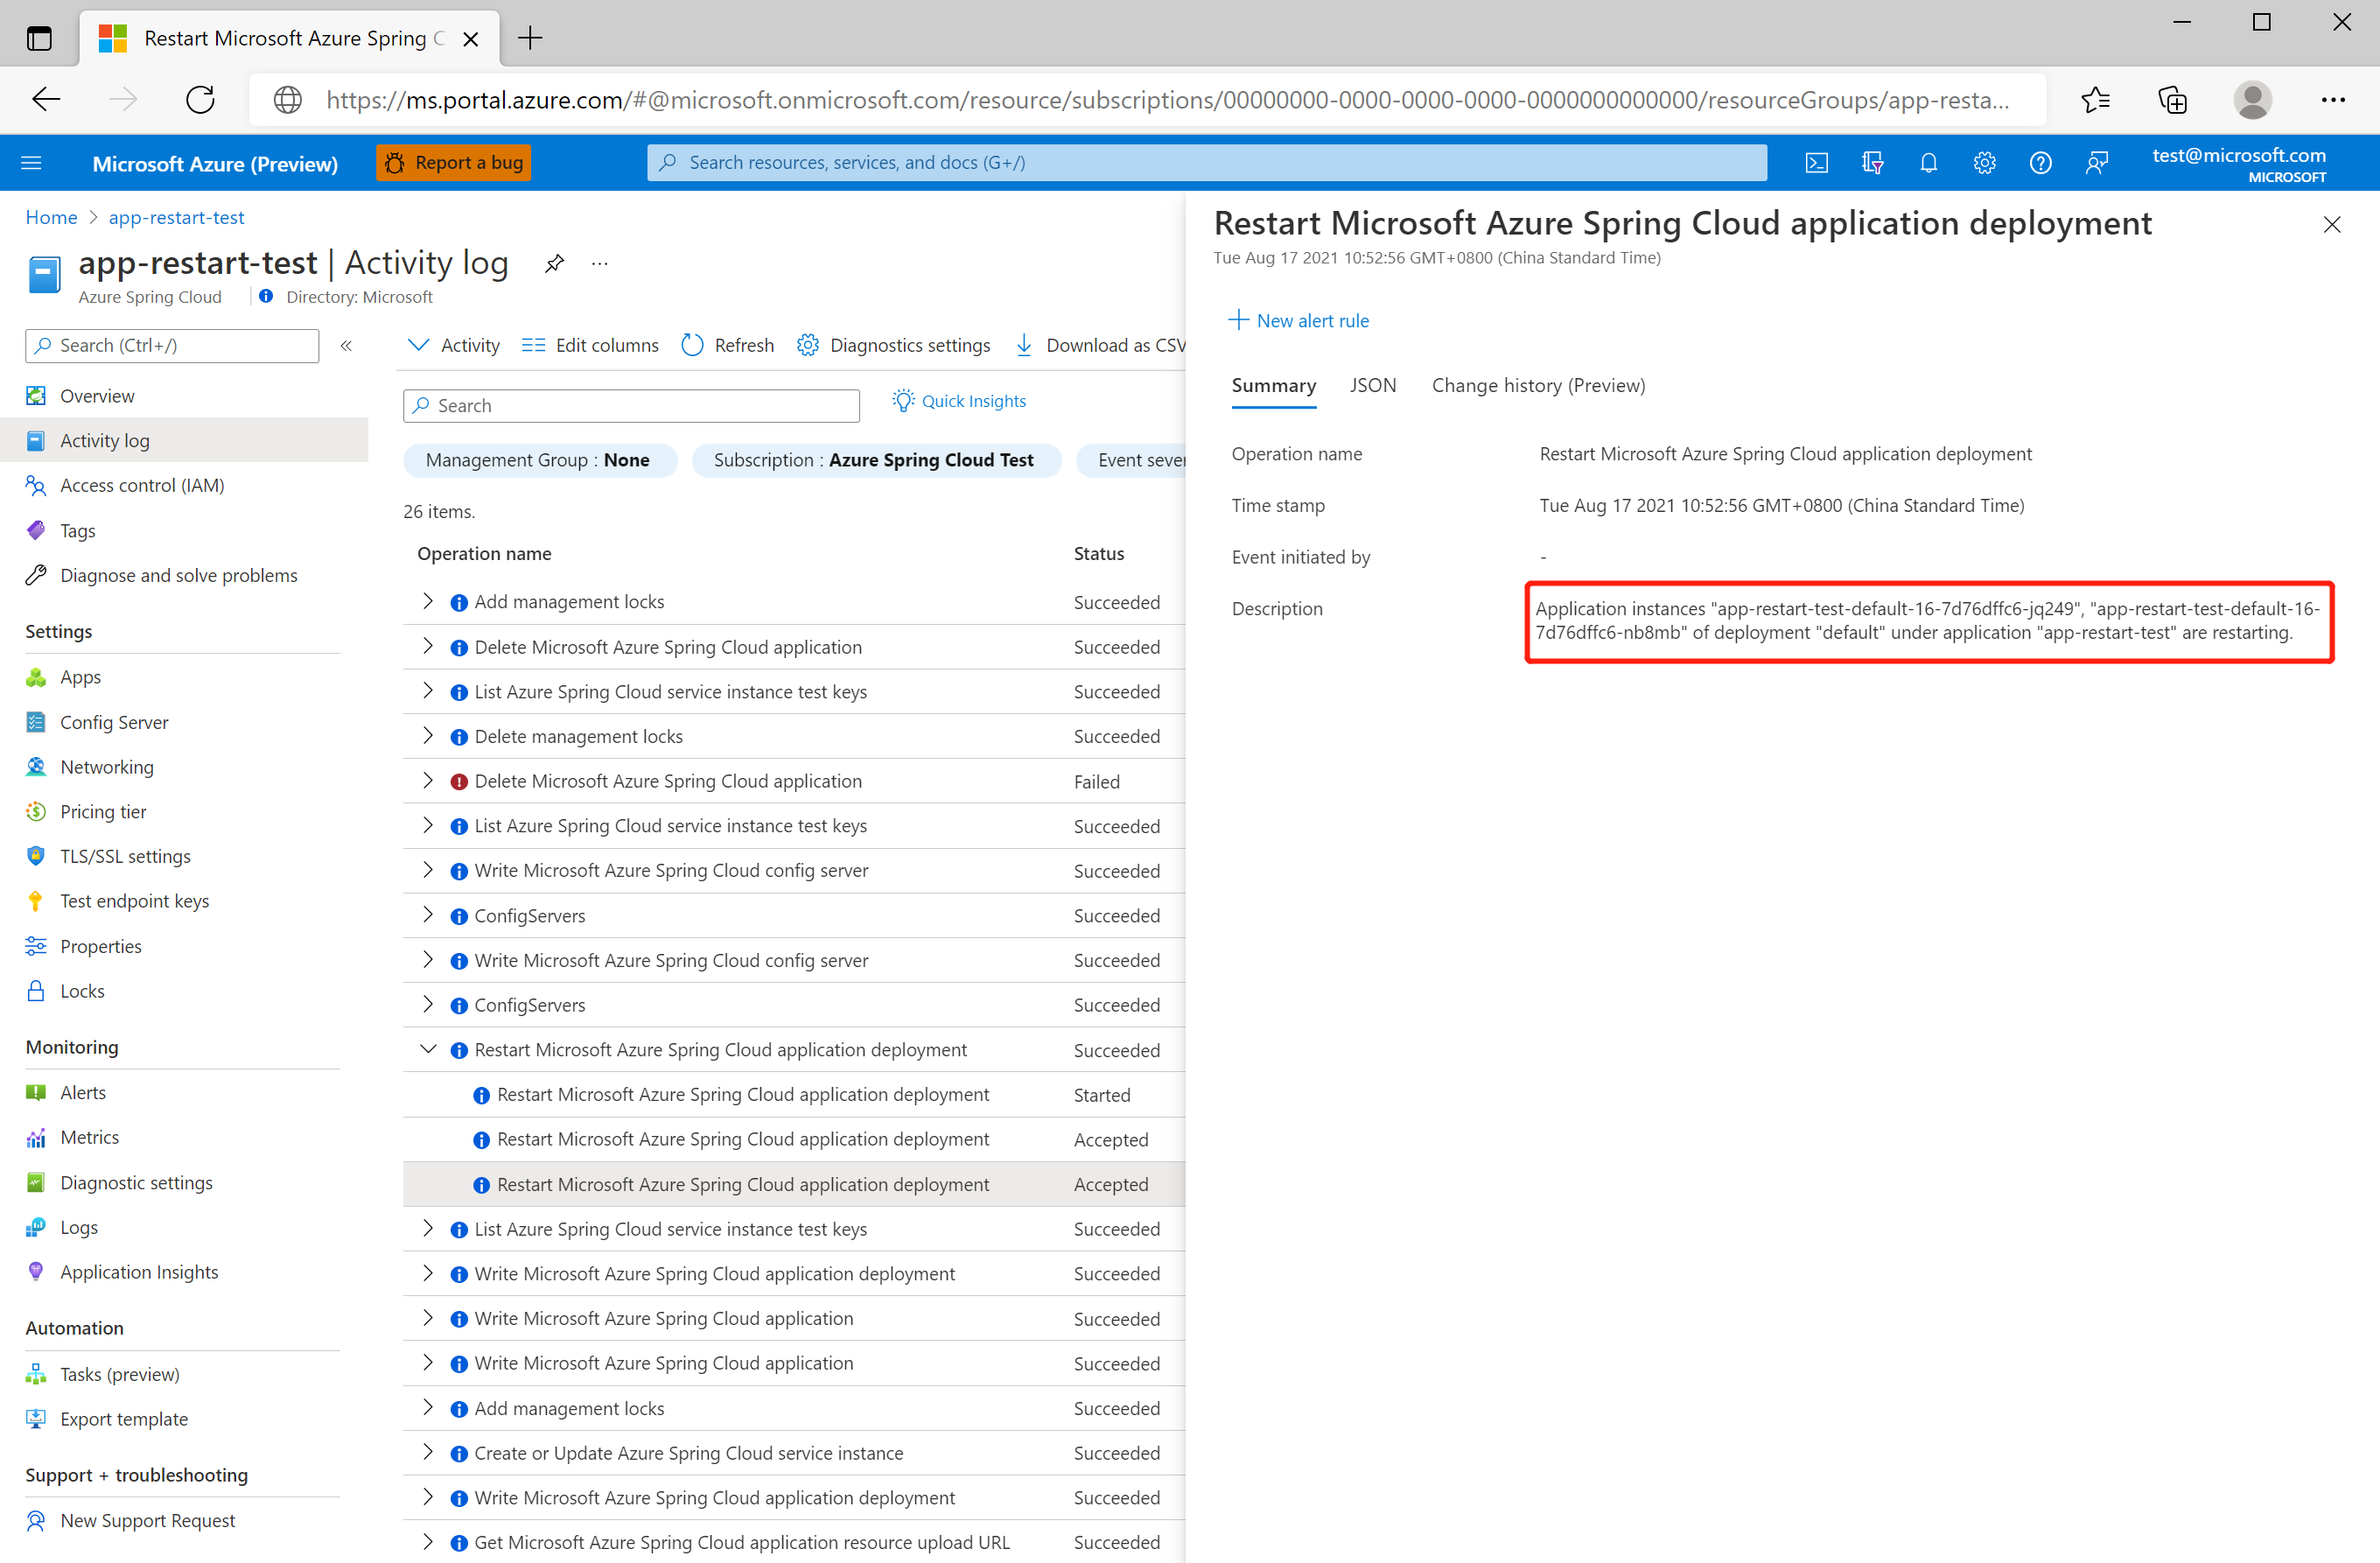 Restart Microsoft Azure Spring C
https://ms.portal.azure.com/#@microsoft.onmicrosoft.com/resource/subscriptions/00000000-0000-0000-0000-0000000000000/resourceGroups/app-resta...
Microsoft Azure (Preview)
Report a bug
Search resources, services, and docs (G+/)
test@microsoft.com
MICROSOFT
Home > app-restart-test
app-restart-test | Activity log
Azure Spring Cloud
Directory: Microsoft
Search (Ctrl+/)
Overview
Activity log
Access control (IAM)
Tags
Diagnose and solve problems
Settings
Apps
Config Server
Networking
Pricing tier
TLS/SSL settings
Test endpoint keys
Properties
Locks
Monitoring
Alerts
Metrics
Diagnostic settings
Logs
Application Insights
Automation
Tasks (preview)
Export template
Support + troubleshooting
New Support Request
Activity
Edit columns
Refresh
Diagnostics settings
Download as CSV
Search
Quick Insights
Management Group : None
Subscription : Azure Spring Cloud Test
Event sever
26 items.
Operation name Status
Add management locks Succeeded
Delete Microsoft Azure Spring Cloud application Succeeded
List Azure Spring Cloud service instance test keys Succeeded
Delete management locks Succeeded
Delete Microsoft Azure Spring Cloud application Failed
List Azure Spring Cloud service instance test keys Succeeded
Write Microsoft Azure Spring Cloud config server Succeeded
ConfigServers Succeeded
Write Microsoft Azure Spring Cloud config server Succeeded
ConfigServers Succeeded
Restart Microsoft Azure Spring Cloud application deployment Succeeded
Restart Microsoft Azure Spring Cloud application deployment Started
Restart Microsoft Azure Spring Cloud application deployment Accepted
Restart Microsoft Azure Spring Cloud application deployment Accepted
List Azure Spring Cloud service instance test keys Succeeded
Write Microsoft Azure Spring Cloud application deployment Succeeded
Write Microsoft Azure Spring Cloud application Succeeded
Write Microsoft Azure Spring Cloud application Succeeded
Add management locks Succeeded
Create or Update Azure Spring Cloud service instance Succeeded
Write Microsoft Azure Spring Cloud application deployment Succeeded
Get Microsoft Azure Spring Cloud application resource upload URL Succeeded
Restart Microsoft Azure Spring Cloud application deployment
Tue Aug 17 2021 10:52:56 GMT+0800 (China Standard Time)
New alert rule
Summary
JSON
Change history (Preview)
Operation name Restart Microsoft Azure Spring Cloud application deployment
Time stamp Tue Aug 17 2021 10:52:56 GMT+0800 (China Standard Time)
Event initiated by -
Description
Application instances "app-restart-test-default-16-7d76dffc6-jq249", "app-restart-test-default-16-
7d76dffc6-nb8mb" of deployment "default" under application "app-restart-test" are restarting.